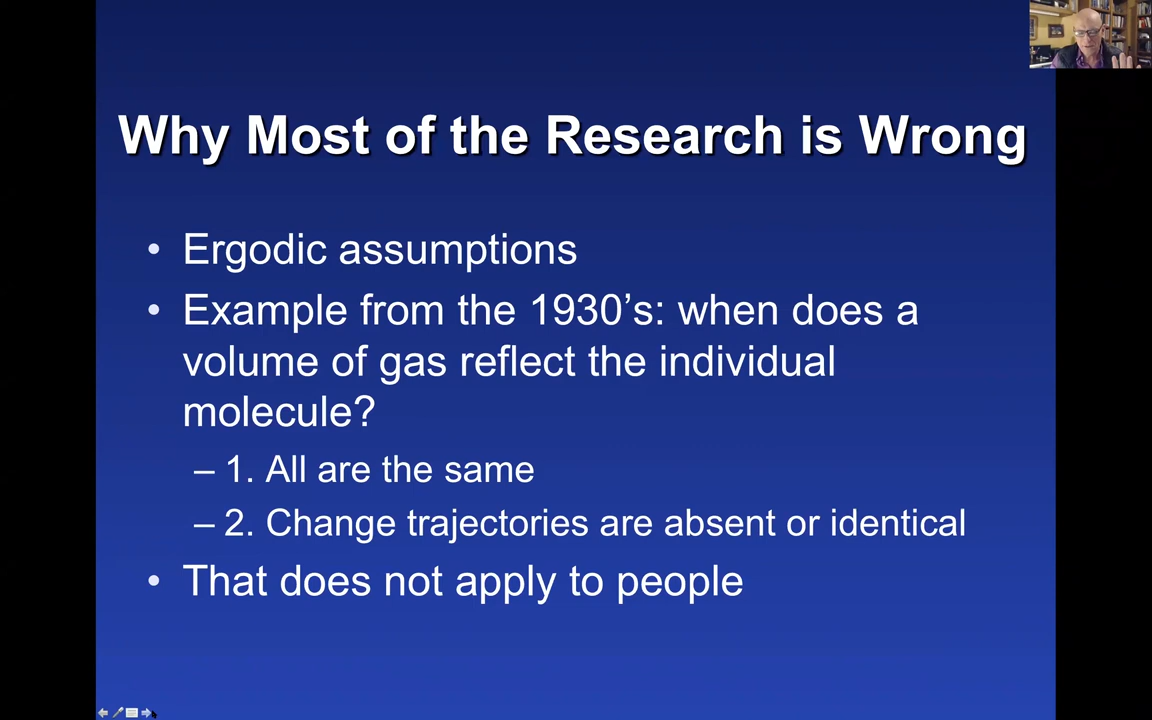 Why Most of the Research is Wrong
• Ergodic assumptions
• Example from the 1930’s: when does a
volume of gas reflect the individual
molecule?
– 1. All are the same
– 2. Change trajectories are absent or identical
• That does not apply to people